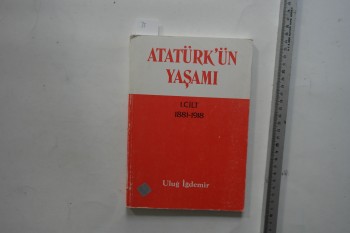 ATATÜRK'ÜN
YAŞAMI
I. CİLT
1881-1918
Uluğ İğdemir